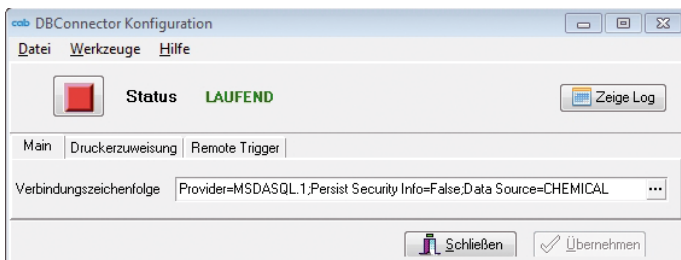 cab DBConnector Konfiguration
Datei Werkzeuge Hilfe
Status LAUFEND Zeige Log
Main Druckerzuweisung Remote Trigger
Verbindungszeichenfolge Provider=MSDASQL.1;Persist Security Info=False;Data Source=CHEMICAL ...
Schließen Übernehmen